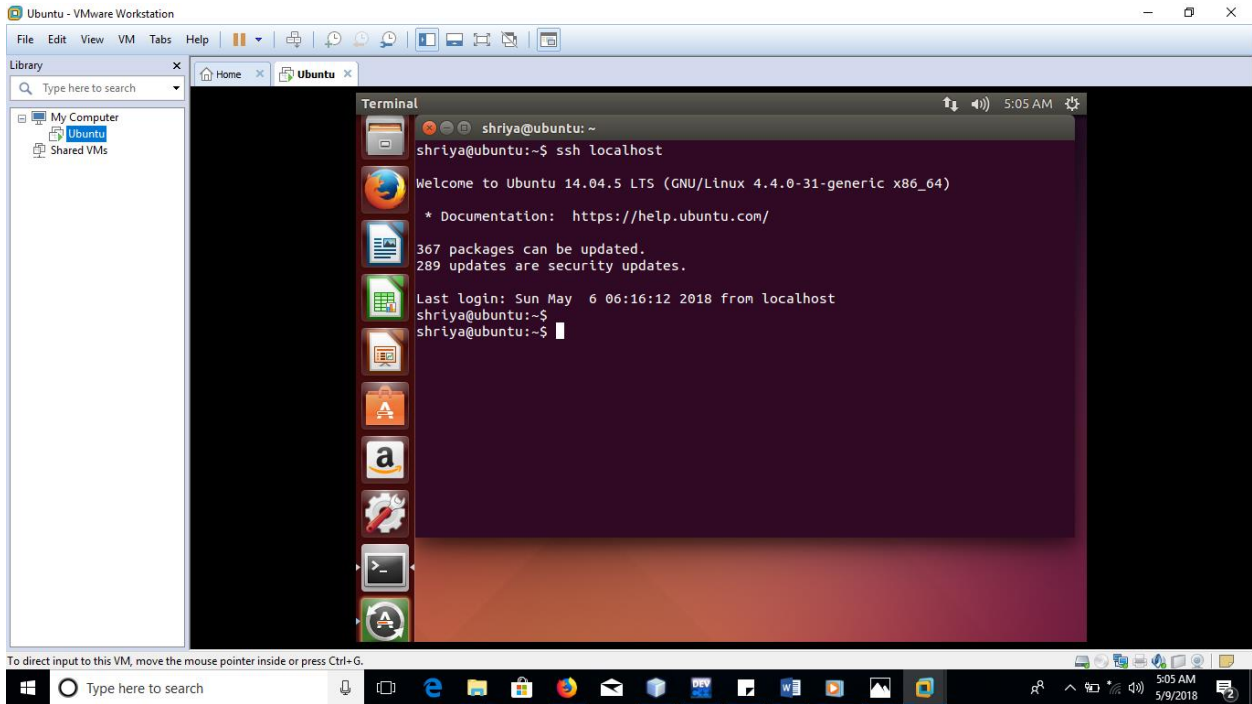 Ubuntu - VMware Workstation
File Edit View VM Tabs Help
Library
Home
Ubuntu
Type here to search
My Computer
Ubuntu
Shared VMs
Terminal
5:05 AM
shriya@ubuntu: ~
shriya@ubuntu:~$ ssh localhost
Welcome to Ubuntu 14.04.5 LTS (GNU/Linux 4.4.0-31-generic x86_64)
* Documentation: https://help.ubuntu.com/
367 packages can be updated.
289 updates are security updates.
Last login: Sun May 6 06:16:12 2018 from localhost
shriya@ubuntu:~$
shriya@ubuntu:~$
To direct input to this VM, move the mouse pointer inside or press Ctrl+G.
Type here to search
DEV
5:05 AM
5/9/2018
2